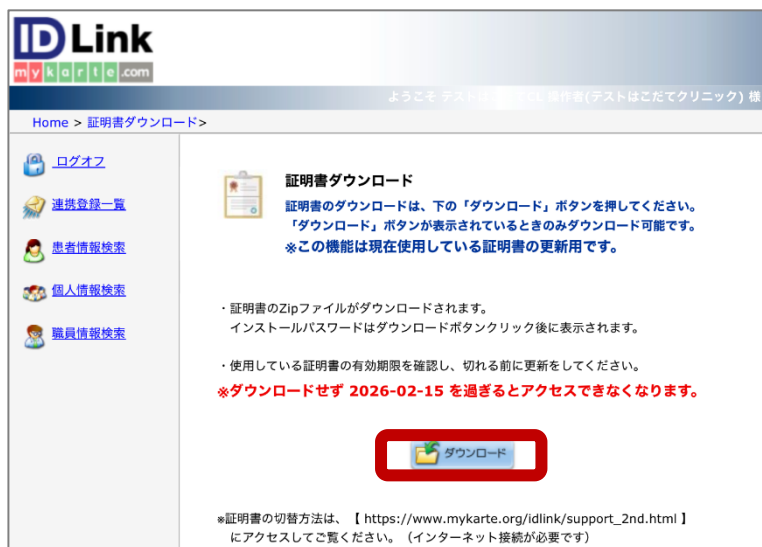 ID Link
mykarte.com
ようこそ テスト 操作者(テストはこだてクリニック) 様
Home > 証明書ダウンロード>
ログオフ
連携登録一覧
患者情報検索
個人情報検索
職員情報検索
証明書ダウンロード
証明書のダウンロードは、下の「ダウンロード」ボタンを押してください。
「ダウンロード」ボタンが表示されているときのみダウンロード可能です。
※この機能は現在使用している証明書の更新用です。
・証明書のZipファイルがダウンロードされます。
インストールパスワードはダウンロードボタンクリック後に表示されます。
・使用している証明書の有効期限を確認し、切れる前に更新をしてください。
※ダウンロードせず 2026-02-15 を過ぎるとアクセスできなくなります。
ダウンロード
※証明書の切替方法は、【 https://www.mykarte.org/idlink/support_2nd.html 】
にアクセスしてご覧ください。（インターネット接続が必要です）